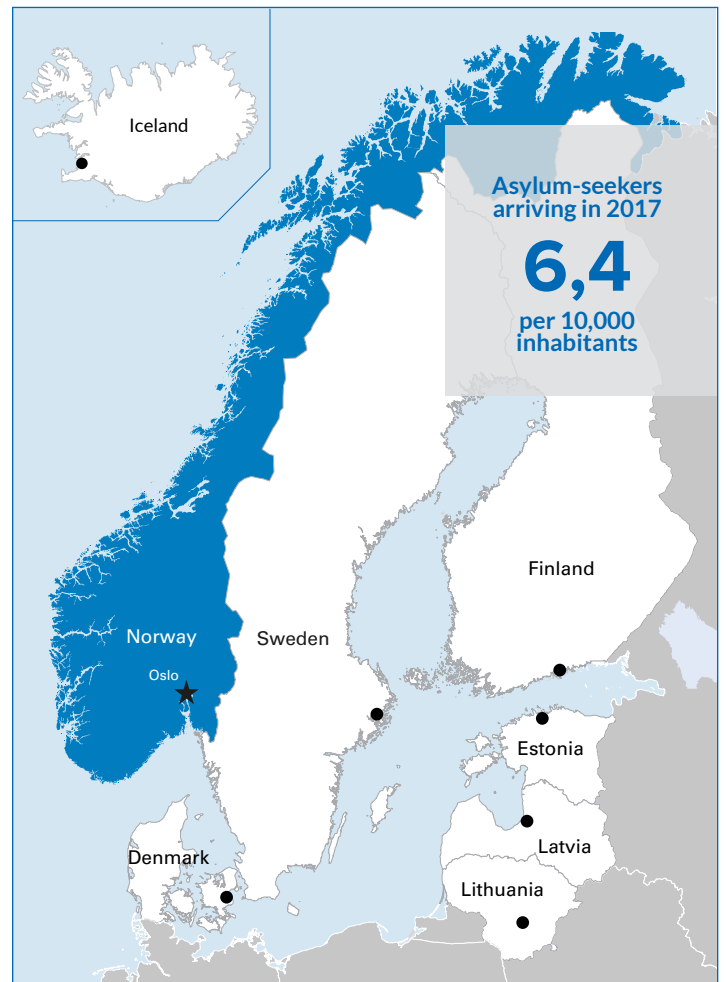 Iceland
Asylum-seekers
arriving in 2017
6,4
per 10,000
inhabitants
Finland
Norway
Sweden
Oslo
Estonia
Latvia
Denmark
Lithuania